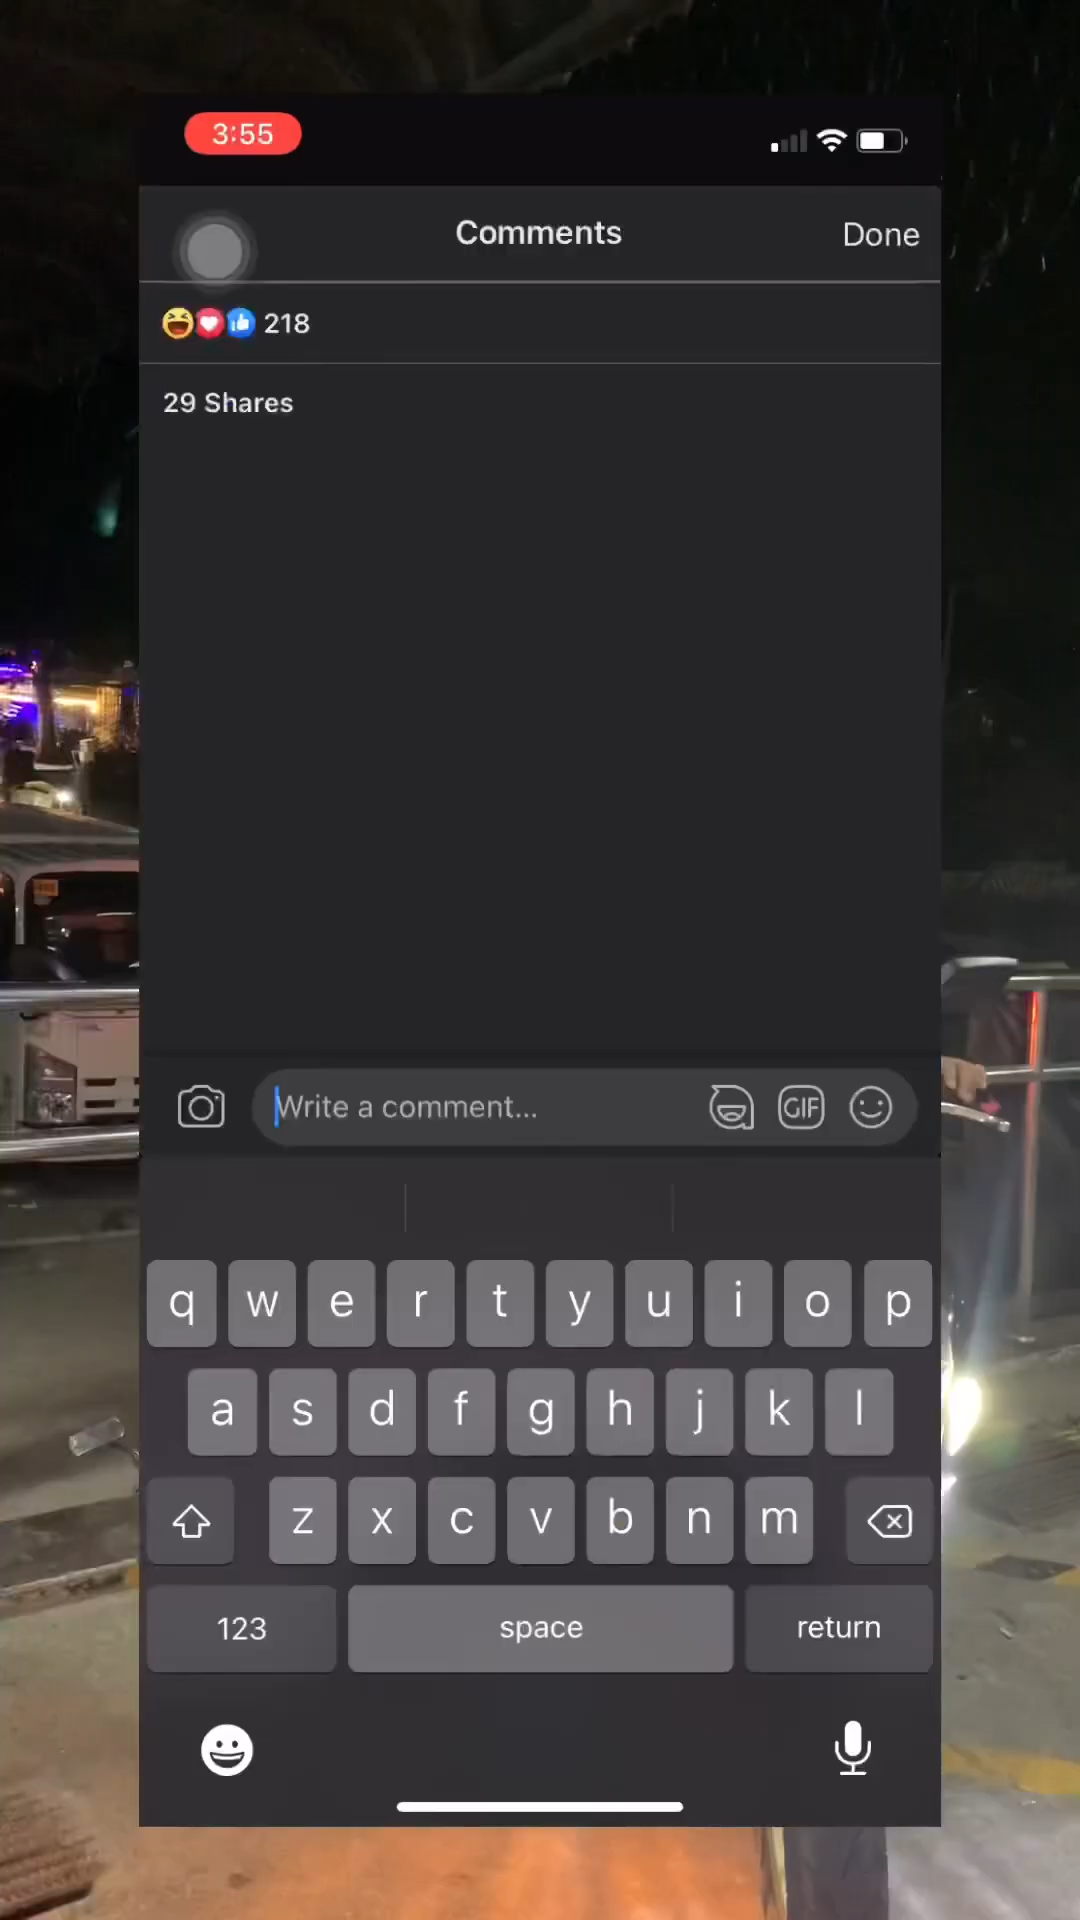 3:55
Comments
Done
218
29 Shares
Write a comment...
GIF
q w e r t y u i o p
a s d f g h j k l
z x c v b n m
123
space
return